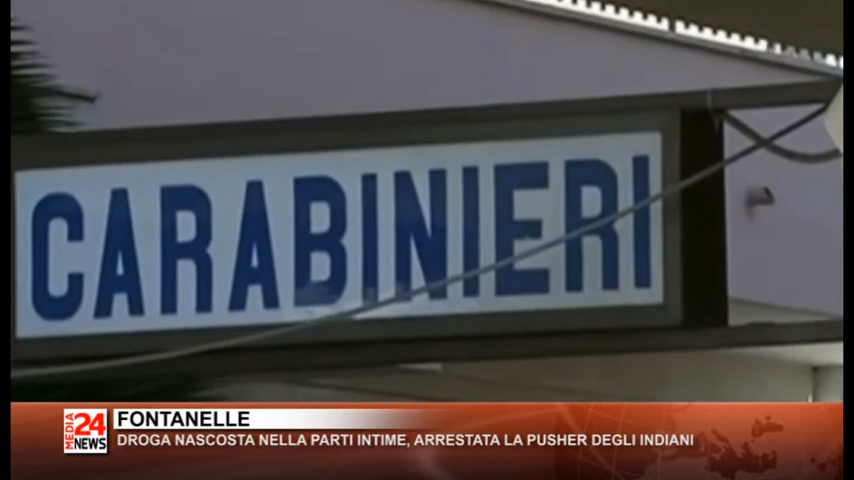 CARABINIERI
MEDIA 24 NEWS
FONTANELLE
DROGA NASCOSTA NELLA PARTI INTIME, ARRESTATA LA PUSHER DEGLI INDIANI